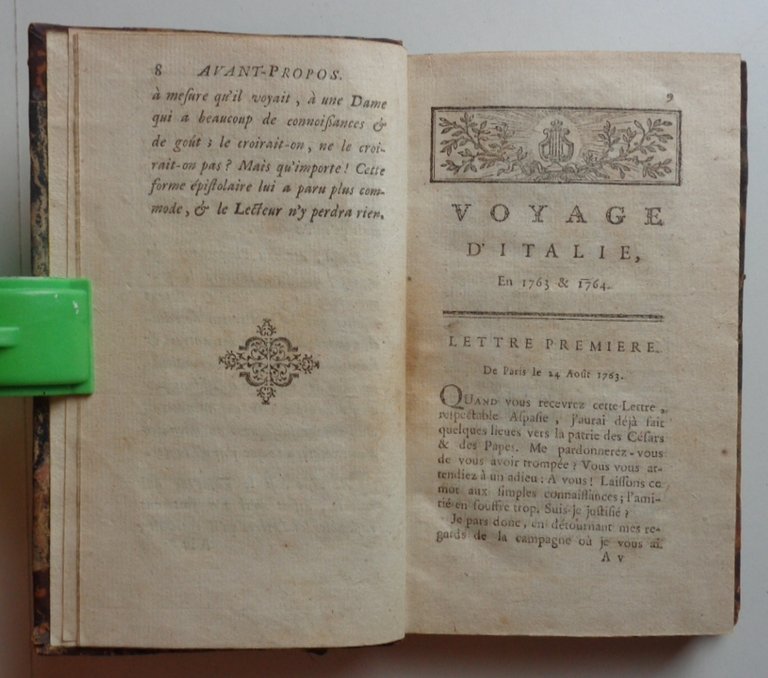 8 AVANT-PROPOS.
à mesure qu'il voyait, à une Dame
qui a beaucoup de connoissances &
de goût ; le croirait-on, ne le croi-
rait-on pas ? Mais qu'importe ! Cette
forme épistolaire lui a paru plus com-
mode, & le Lecteur n'y perdra rien.
9
VOYAGE
D'ITALIE,
En 1763 & 1764.
LETTRE PREMIERE.
De Paris le 24 Août 1763.
QUAND vous recevrez cette Lettre,
respectable Aspasie, j'aurai déjà fait
quelques lieues vers la patrie des Césars
& des Papes. Me pardonnerez-vous
de vous avoir trompée ? Vous vous at-
tendiez à un adieu : A vous ! Laissons ce
mot aux simples connaissances ; l'ami-
tié en souffre trop. Suis-je justifié ?
Je pars donc, en détournant mes re-
gards de la campagne où je vous ai
A v